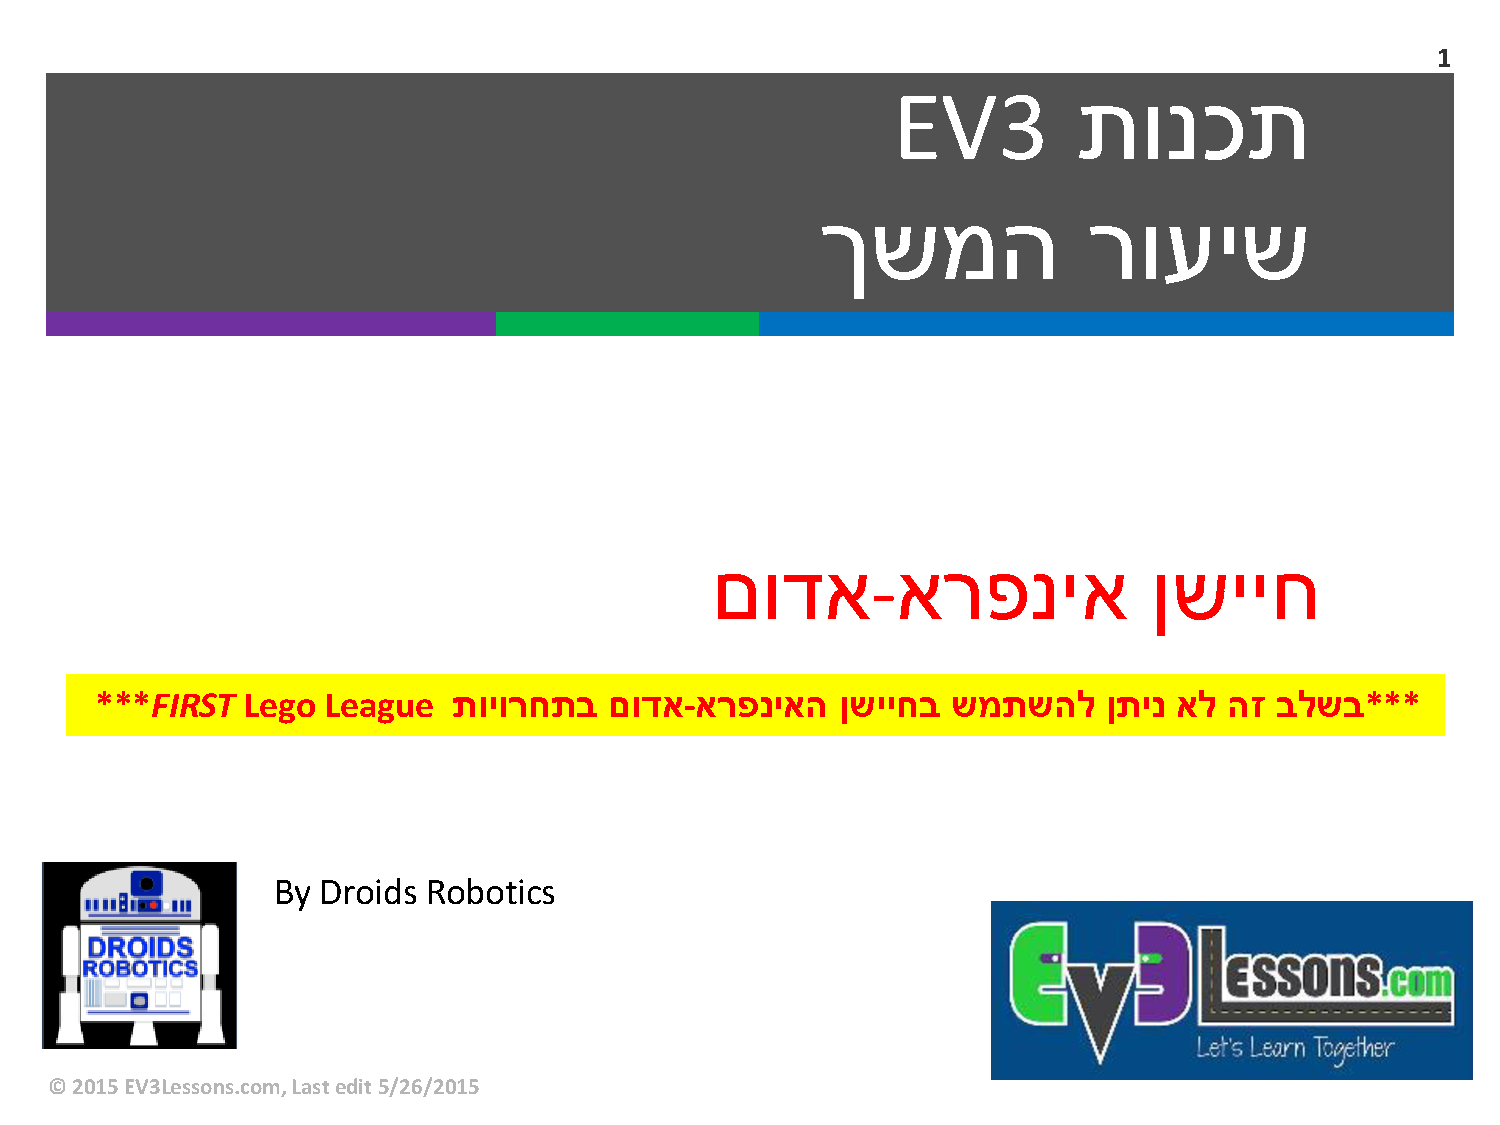 1
תכנות EV3
שיעור המשך
חיישן אינפרא-אדום
***בשלב זה לא ניתן להשתמש בחיישן האינפרא-אדום בתחרויות FIRST Lego League***
DROIDS
ROBOTICS
By Droids Robotics
EV3Lessons.com
Let's Learn Together
© 2015 EV3Lessons.com, Last edit 5/26/2015